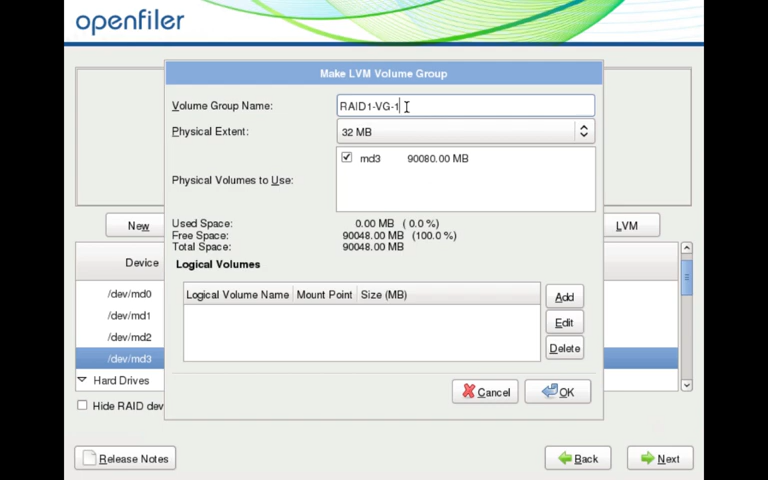 openfiler
Make LVM Volume Group
Volume Group Name: RAID1-VG-1
Physical Extent: 32 MB
md3 90080.00 MB
Physical Volumes to Use:
New
LVM
Used Space: 0.00 MB ( 0.0 %)
Free Space: 90048.00 MB (100.0 %)
Total Space: 90048.00 MB
Device
Logical Volumes
Logical Volume Name Mount Point Size (MB)
Add
/dev/md0
/dev/md1
Edit
/dev/md2
Delete
/dev/md3
Hard Drives
Cancel OK
Hide RAID dev
Release Notes Back Next